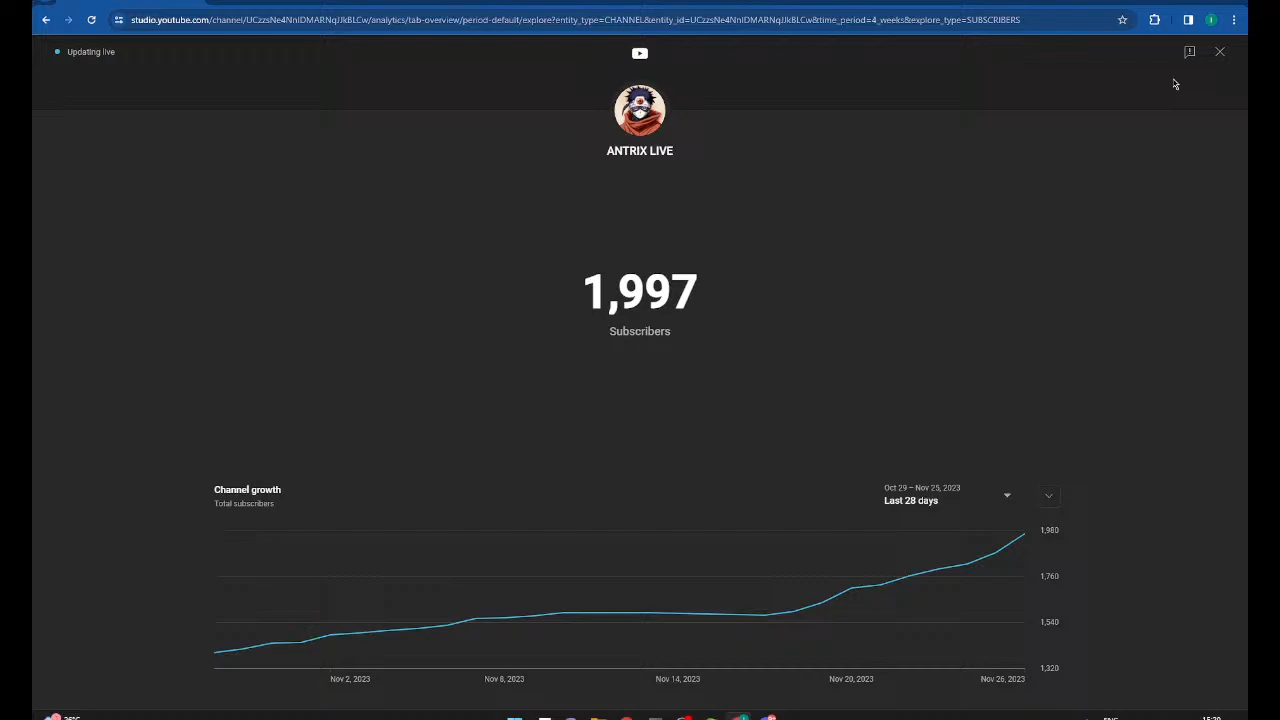 studio.youtube.com/channel/UCzzsNe4NnIDMARNqJJkBLCw/analytics/tab-overview/period-default/explore?entity_type=CHANNEL&entity_id=UCzzsNe4NnIDMARNqJJkBLCw&time_period=4_weeks&explore_type=SUBSCRIBERS
Updating live
ANTRIX LIVE
1,997
Subscribers
Channel growth
Total subscribers
Oct 29 – Nov 25, 2023
Last 28 days
1,980
1,760
1,540
1,320
Nov 2, 2023
Nov 8, 2023
Nov 14, 2023
Nov 20, 2023
Nov 26, 2023